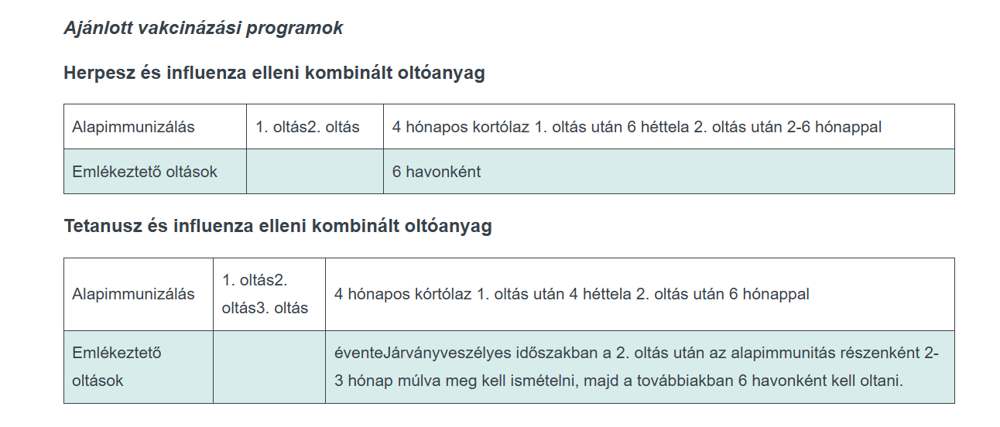 Ajánlott vakcinázási programok
Herpesz és influenza elleni kombinált oltóanyag
Alapimmunizálás
1. oltás2. oltás
4 hónapos kortólaz 1. oltás után 6 héttela 2. oltás után 2-6 hónappal
Emlékeztető oltások
6 havonként
Tetanusz és influenza elleni kombinált oltóanyag
Alapimmunizálás
1. oltás2.
oltás3. oltás
4 hónapos kórtólaz 1. oltás után 4 héttela 2. oltás után 6 hónappal
Emlékeztető
oltások
éventeJárványveszélyes időszakban a 2. oltás után az alapimmunitás részenként 2-
3 hónap múlva meg kell ismételni, majd a továbbiakban 6 havonként kell oltani.